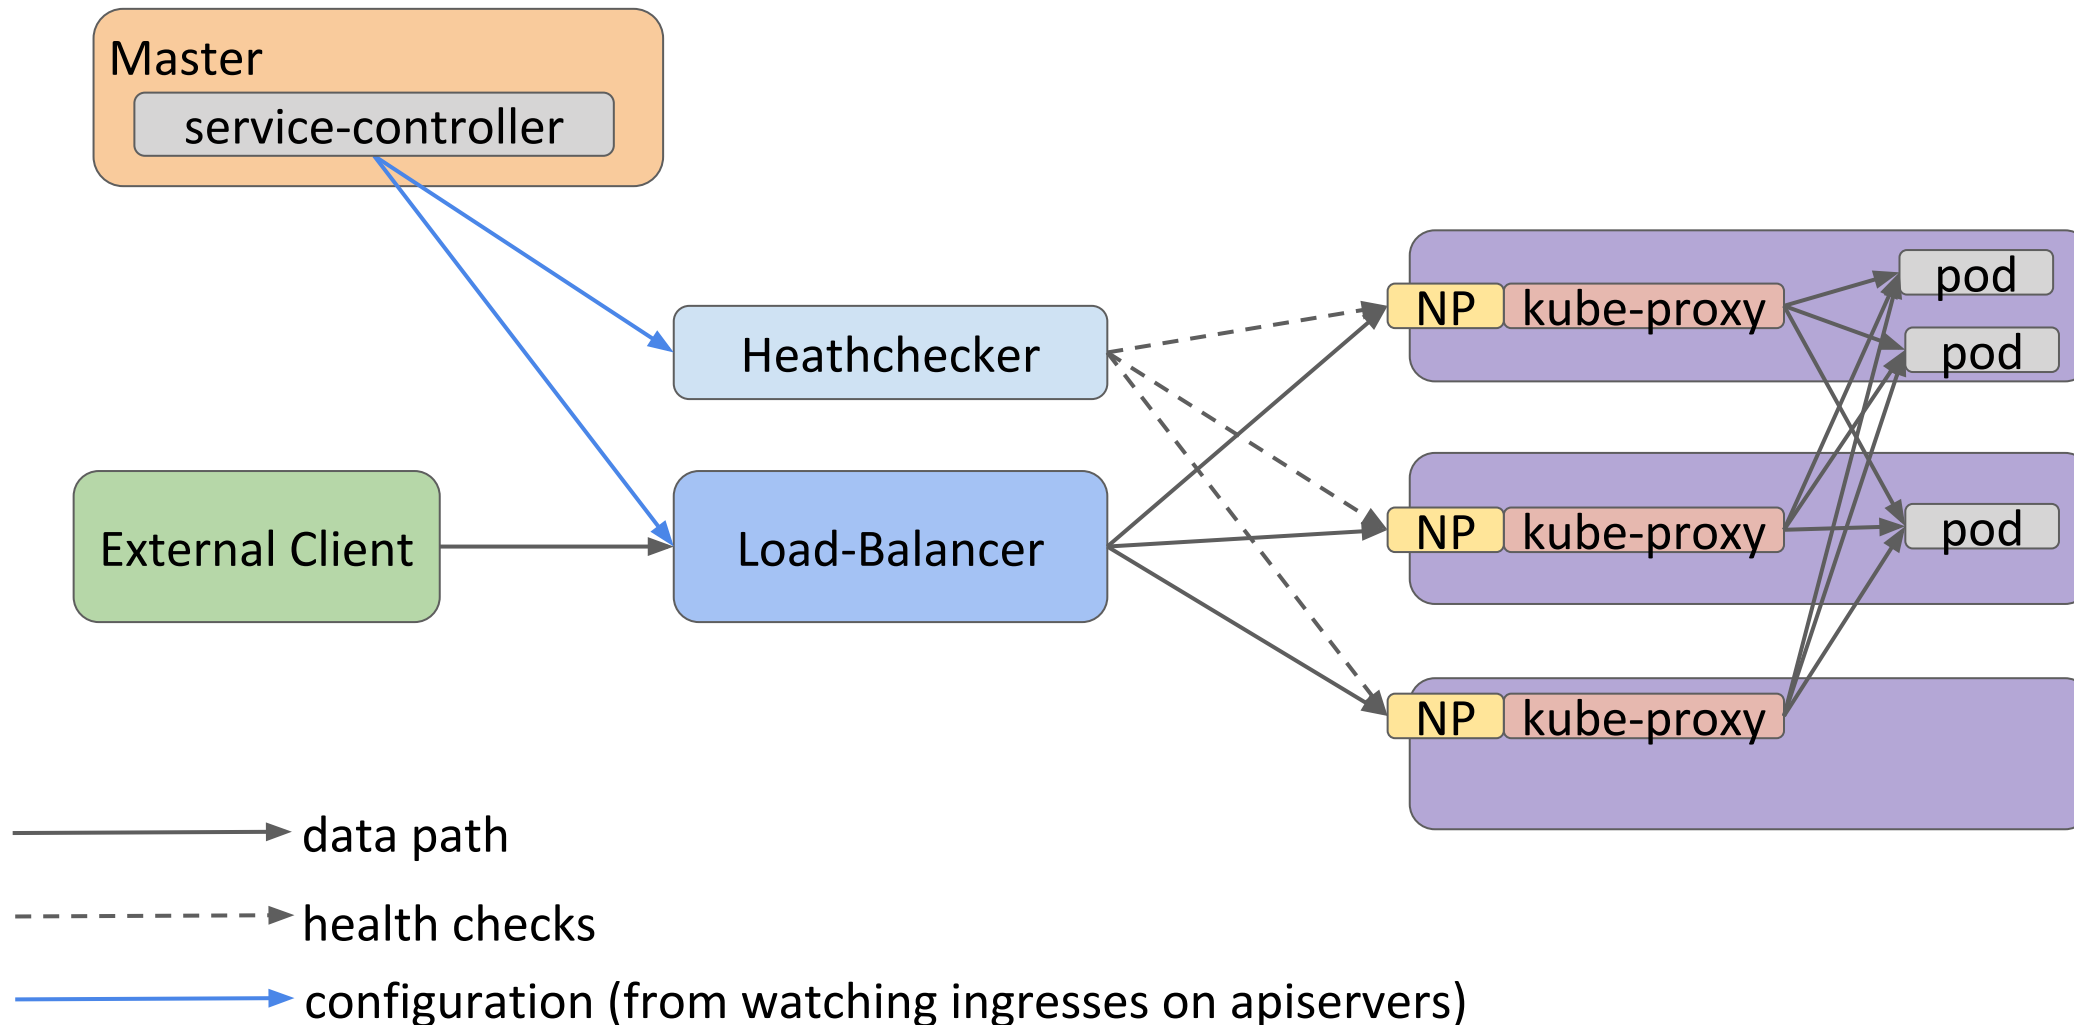 Master
service-controller
Heathchecker
External Client
Load-Balancer
NP kube-proxy
pod
pod
NP kube-proxy
pod
NP kube-proxy
data path
health checks
configuration (from watching ingresses on apiservers)